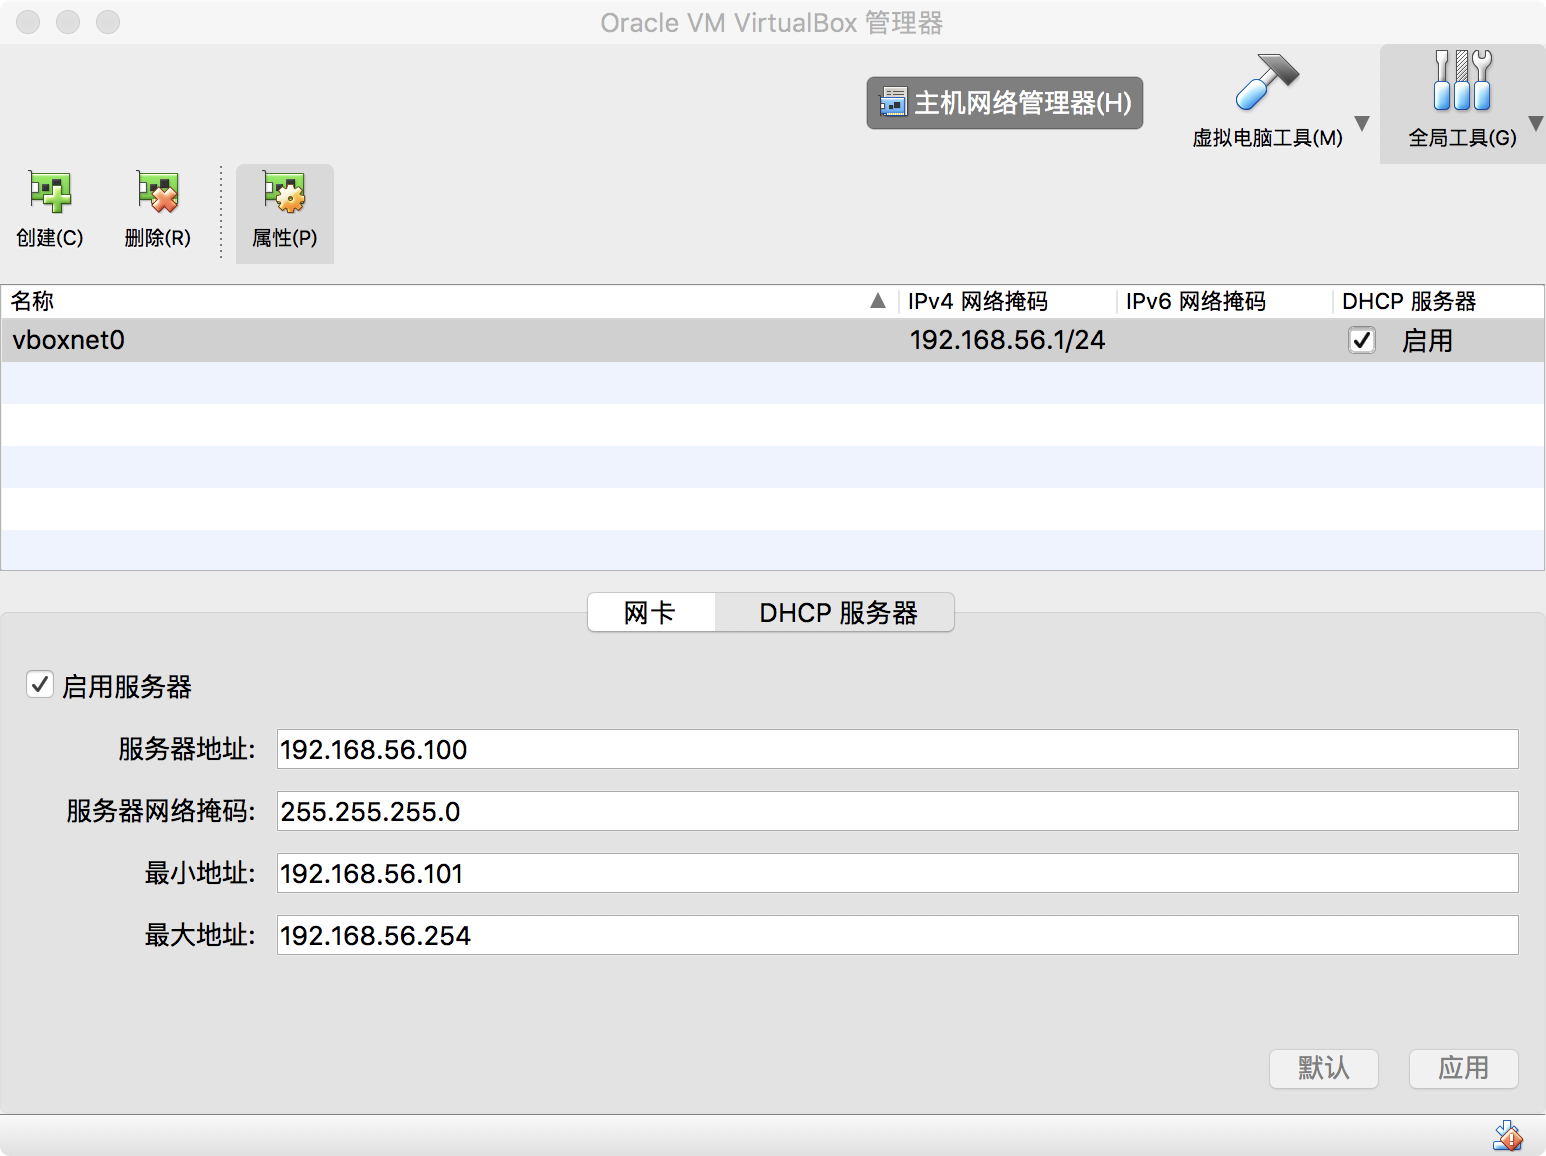 Oracle VM VirtualBox 管理器
主机网络管理器(H)
虚拟电脑工具(M)
全局工具(G)
创建(C)
删除(R)
属性(P)
名称 IPv4 网络掩码 IPv6 网络掩码 DHCP 服务器
vboxnet0 192.168.56.1/24 启用
网卡 DHCP 服务器
启用服务器
服务器地址: 192.168.56.100
服务器网络掩码: 255.255.255.0
最小地址: 192.168.56.101
最大地址: 192.168.56.254
默认 应用